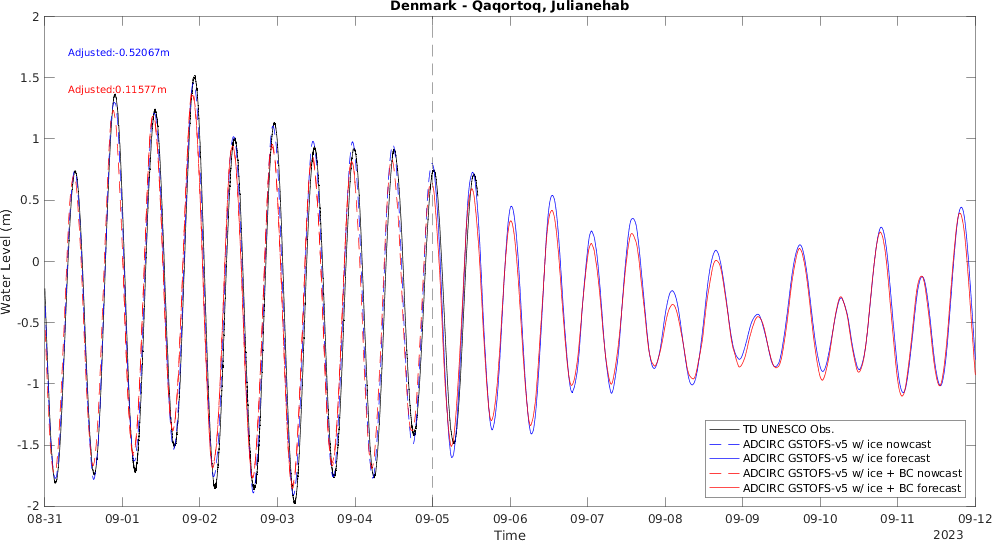 Denmark - Qaqortoq, Julianehab
Adjusted:-0.52067m
Adjusted:0.11577m
Water Level (m)
2
1.5
1
0.5
0
-0.5
-1
-1.5
-2
TD UNESCO Obs.
ADCIRC GSTOFS-v5 w/ ice nowcast
ADCIRC GSTOFS-v5 w/ ice forecast
ADCIRC GSTOFS-v5 w/ ice + BC nowcast
ADCIRC GSTOFS-v5 w/ ice + BC forecast
08-31 09-01 09-02 09-03 09-04 09-05 09-06 09-07 09-08 09-09 09-10 09-11 09-12
Time
2023